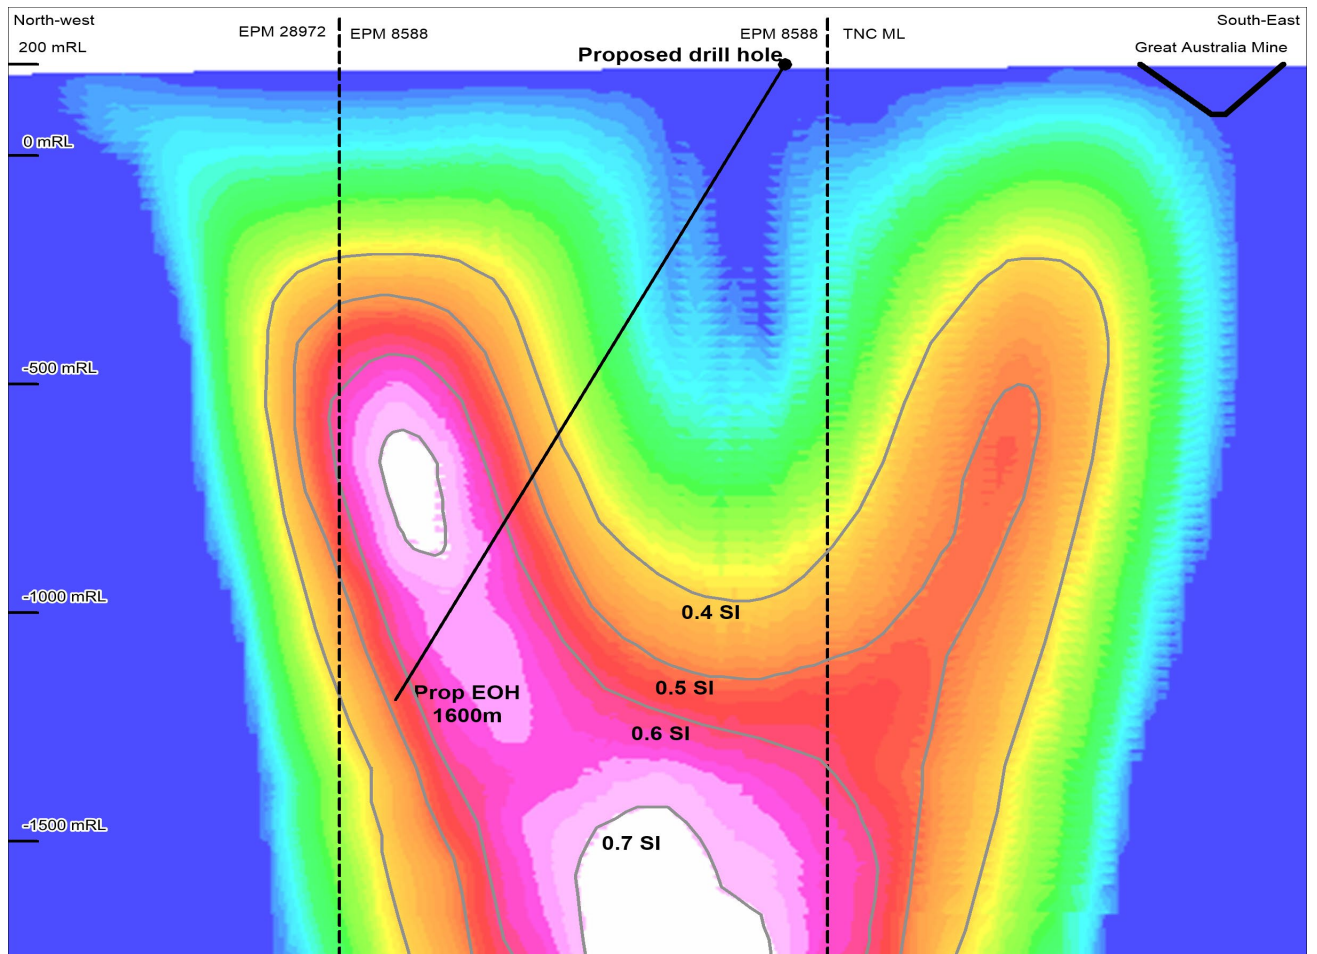 North-west
South-East
EPM 28972
EPM 8588
EPM 8588
TNC ML
200 mRL
Great Australia Mine
Proposed drill hole
0 mRL
-500 mRL
-1000 mRL
0.4 SI
0.5 SI
Prop EOH
1600m
0.6 SI
-1500 mRL
0.7 SI